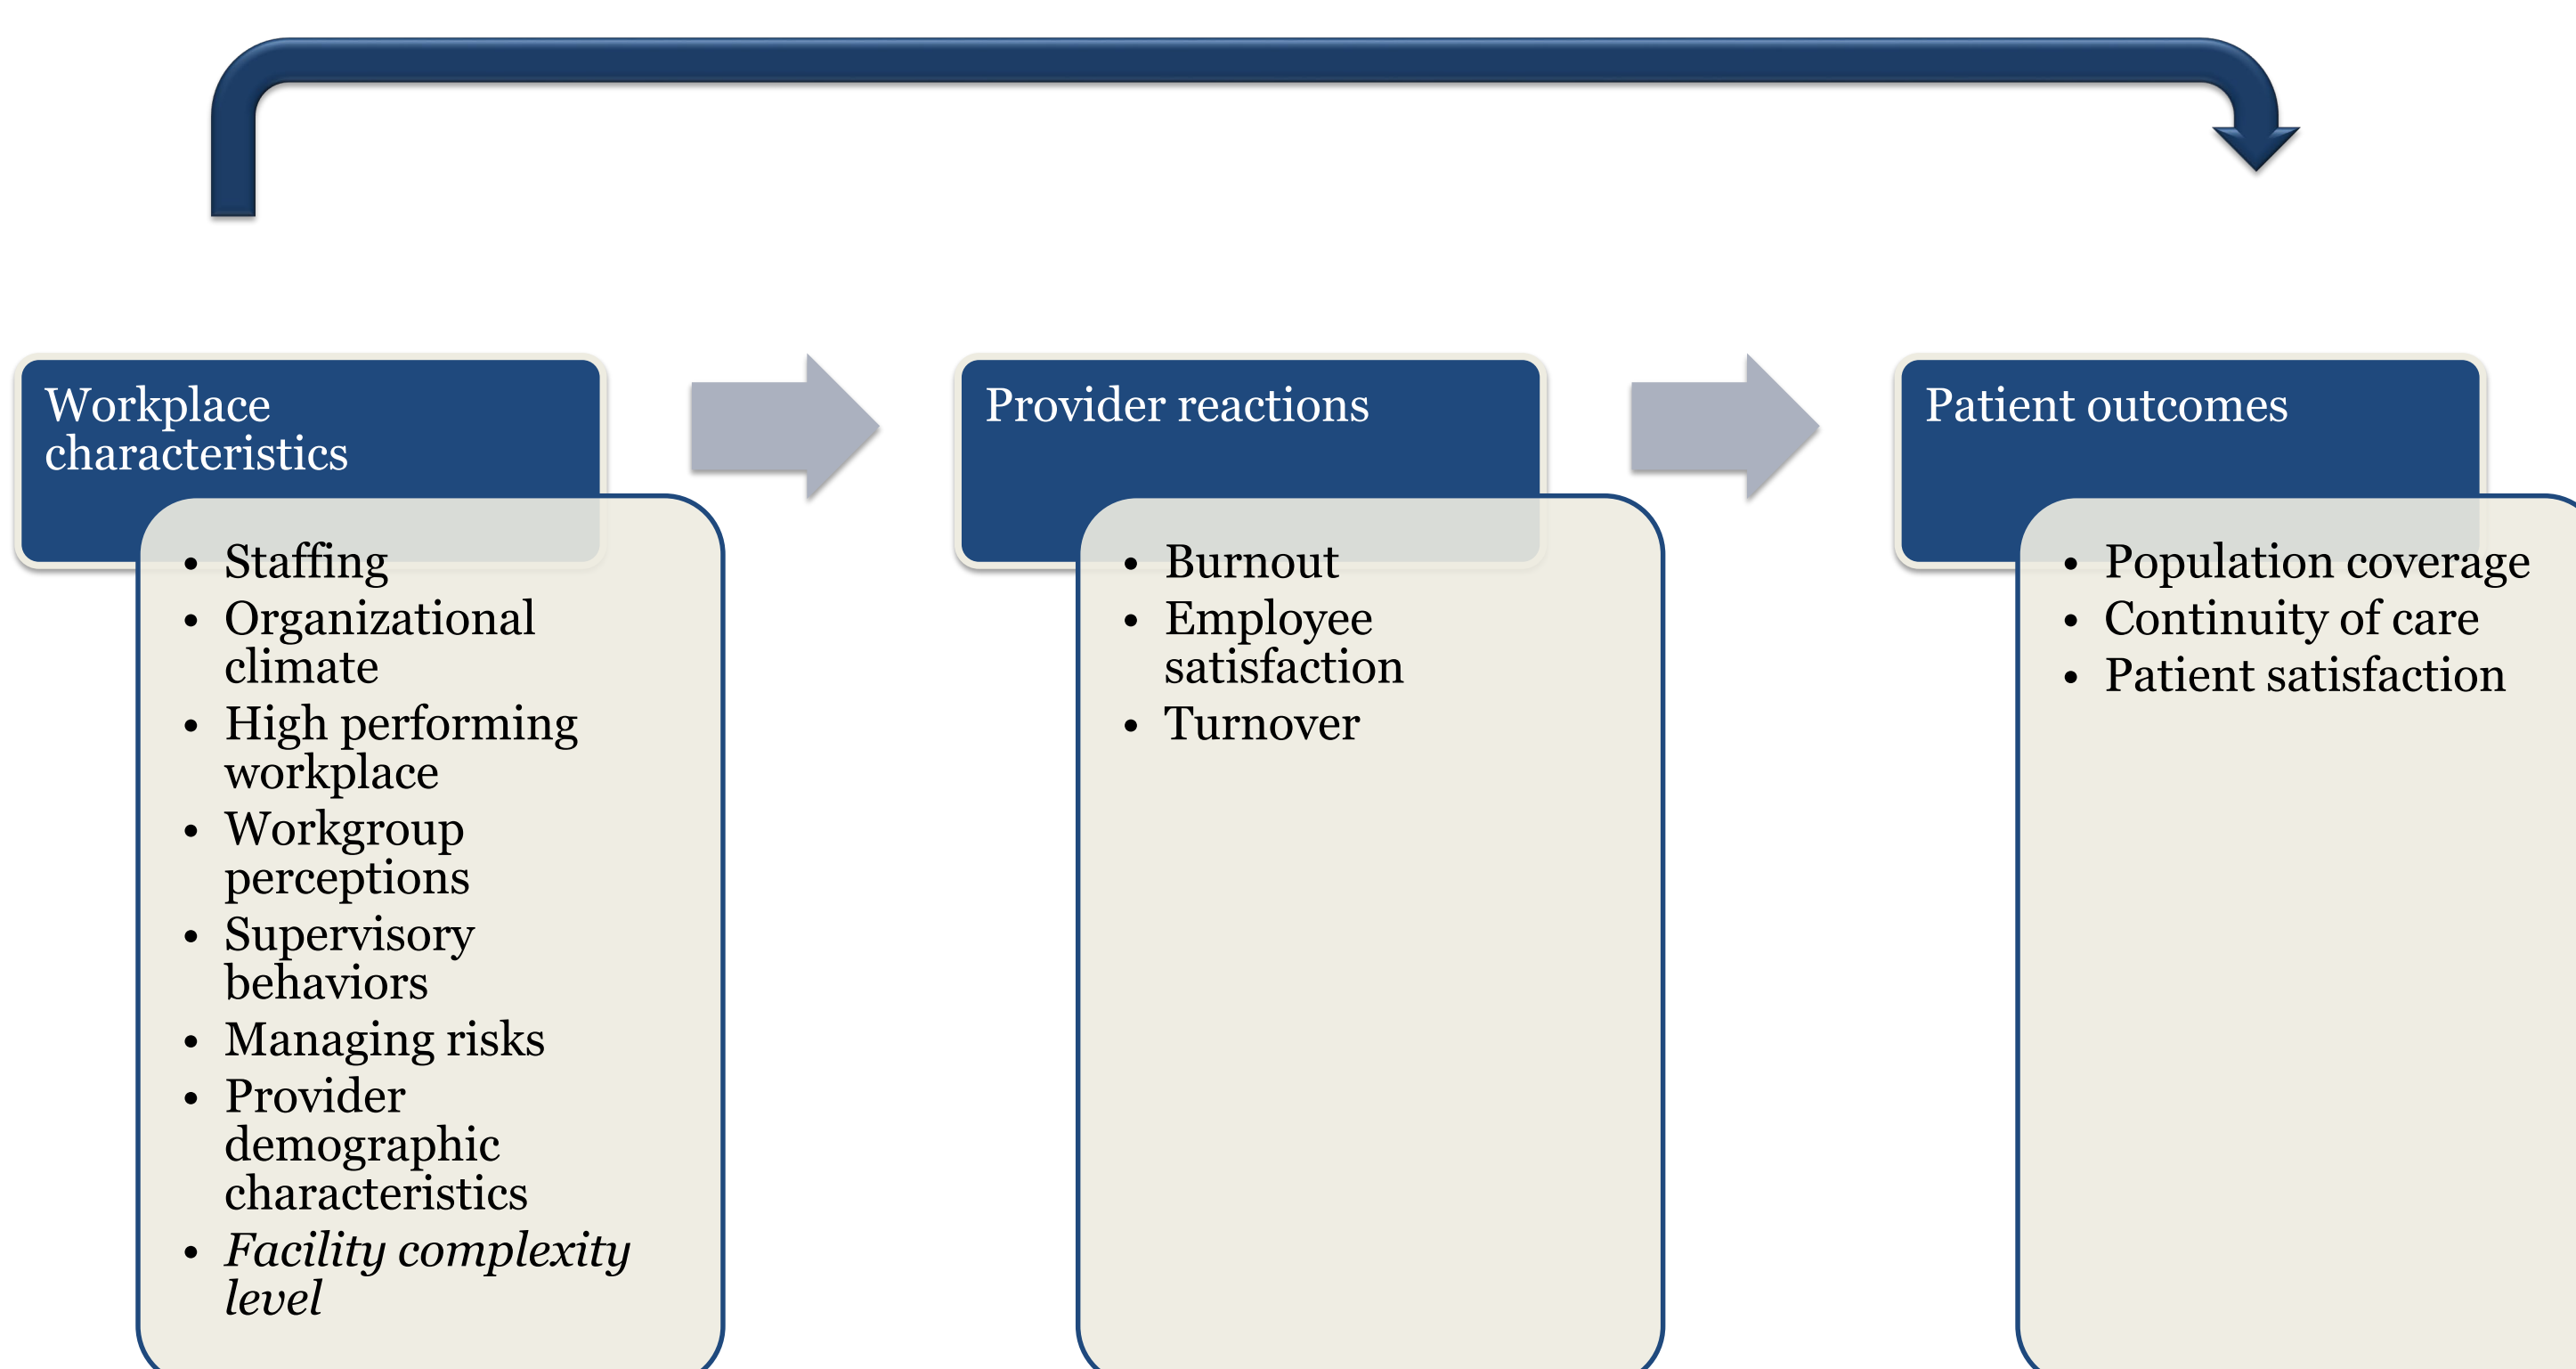 Workplace
characteristics
• Staffing
• Organizational
climate
• High performing
workplace
• Workgroup
perceptions
• Supervisory
behaviors
• Managing risks
• Provider
demographic
characteristics
• Facility complexity
level
Provider reactions
• Burnout
• Employee
satisfaction
• Turnover
Patient outcomes
• Population coverage
• Continuity of care
• Patient satisfaction